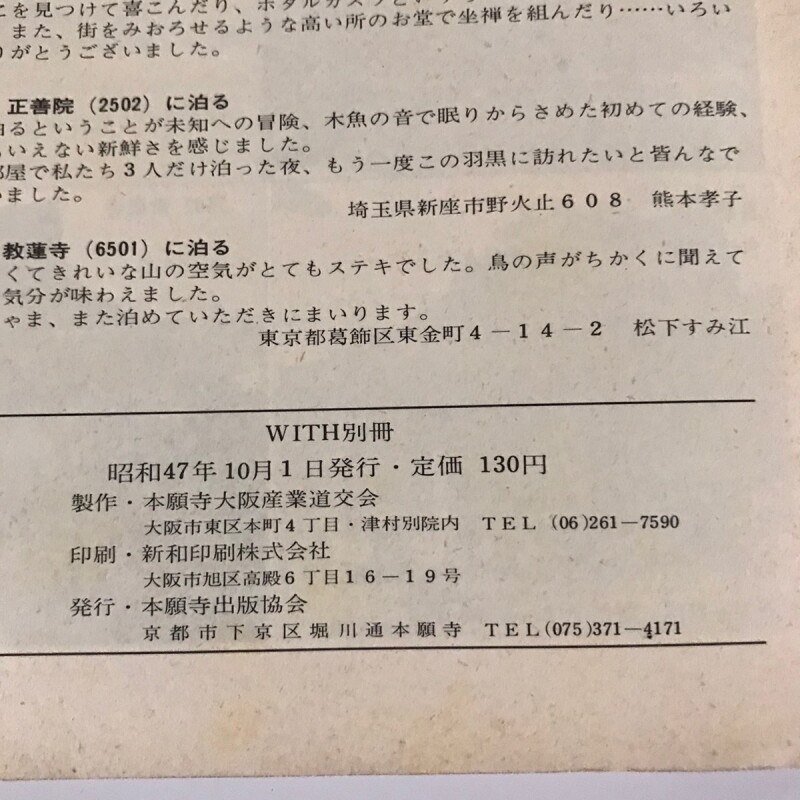 こを見つけて喜こんだり、ホタルガスッと
また、街をみおろせるような高い所のお堂で坐禅を組んだり……いろい
りがとうございました。
正善院（2502）に泊る
泊るということが未知への冒険、木魚の音で眠りからさめた初めての経験、
もいえない新鮮さを感じました。
部屋で私たち3人だけ泊った夜、もう一度この羽黒に訪れたいと皆んなで
いました。
埼玉県新座市野火止608 熊本孝子
教蓮寺（6501）に泊る
くてきれいな山の空気がとてもステキでした。鳥の声がちかくに聞えて
気分が味わえました。
ゃま、また泊めていただきにまいります。
東京都葛飾区東金町4－14－2 松下すみ江
WITH別冊
昭和47年10月1日発行・定価 130円
製作・本願寺大阪産業道交会
大阪市東区本町4丁目・津村別院内 TEL (06)261－7590
印刷・新和印刷株式会社
大阪市旭区高殿6丁目16－19号
発行・本願寺出版協会
京都市下京区堀川通本願寺 TEL(075)371－4171